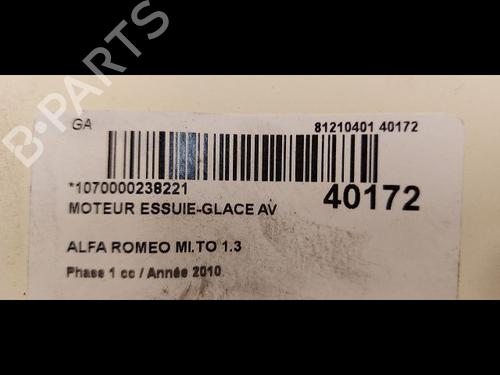 B-PARTS
GA
81210401 40172
*1070000238221
40172
MOTEUR ESSUIE-GLACE AV
ALFA ROMEO MI.TO 1.3
Phase 1 cc / Année 2010